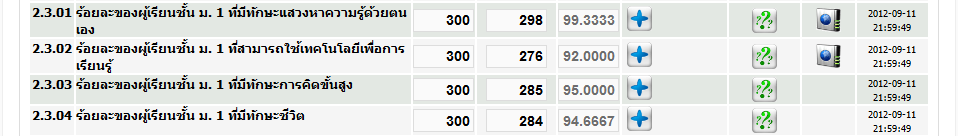 2.3.01 ร้อยละของผู้เรียนชั้น ม. 1 ที่มีทักษะแสวงหาความรู้ด้วยตน 300 298 99.3333 2012-09-11
เอง 21:59:49
2.3.02 ร้อยละของผู้เรียนชั้น ม. 1 ที่สามารถใช้เทคโนโลยีเพื่อการ 300 276 92.0000 2012-09-11
เรียนรู้ 21:59:49
2.3.03 ร้อยละของผู้เรียนชั้น ม. 1 ที่มีทักษะการคิดขั้นสูง 300 285 95.0000 2012-09-11
21:59:49
2.3.04 ร้อยละของผู้เรียนชั้น ม. 1 ที่มีทักษะชีวิต 300 284 94.6667 2012-09-11
21:59:49